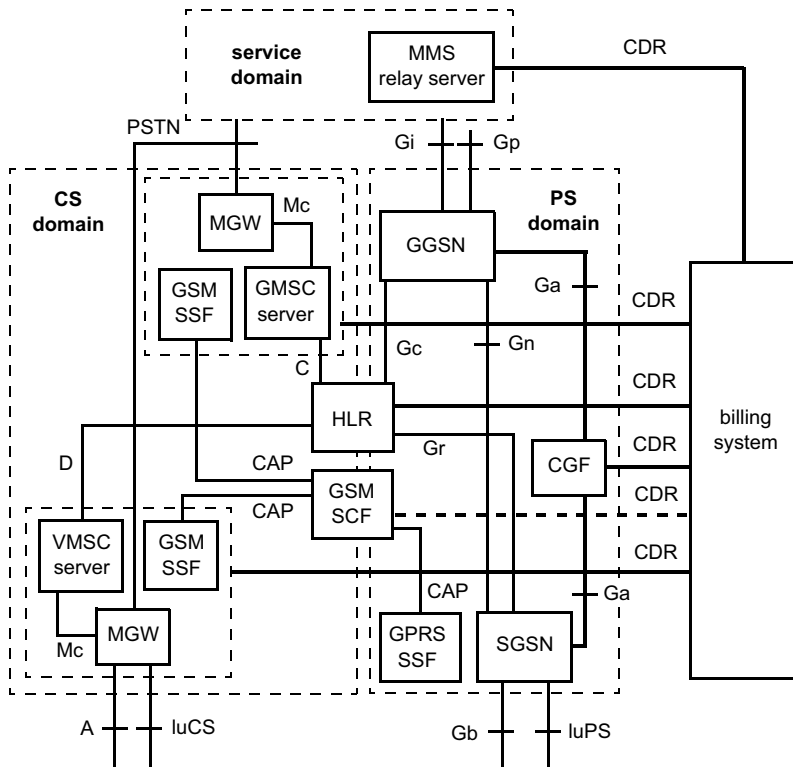 service
domain
MMS
relay server
CDR
PSTN
Gi
Gp
CS
domain
PS
domain
MGW
Mc
GGSN
GSM
SSF
GMSC
server
Ga
CDR
Gc
Gn
C
CDR
HLR
billing
system
Gr
CGF
CDR
D
CAP
CAP
GSM
SCF
CDR
VMSC
server
GSM
SSF
CDR
CAP
Ga
MGW
Mc
GPRS
SSF
SGSN
A
luCS
Gb
luPS